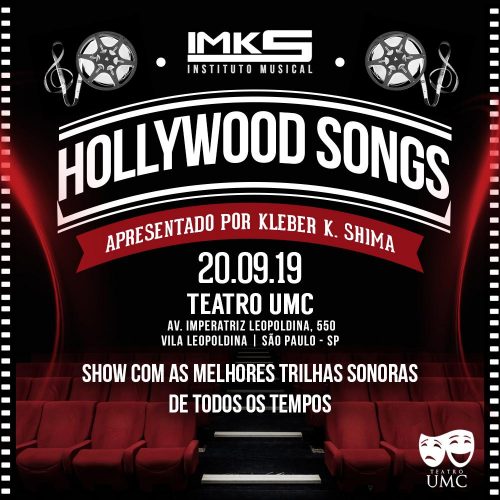 IMKS
INSTITUTO MUSICAL
HOLLYWOOD SONGS
APRESENTADO POR KLEBER K. SHIMA
20.09.19
TEATRO UMC
AV. IMPERATRIZ LEOPOLDINA, 550
VILA LEOPOLDINA | SÃO PAULO - SP
SHOW COM AS MELHORES TRILHAS SONORAS
DE TODOS OS TEMPOS
TEATRO
UMC